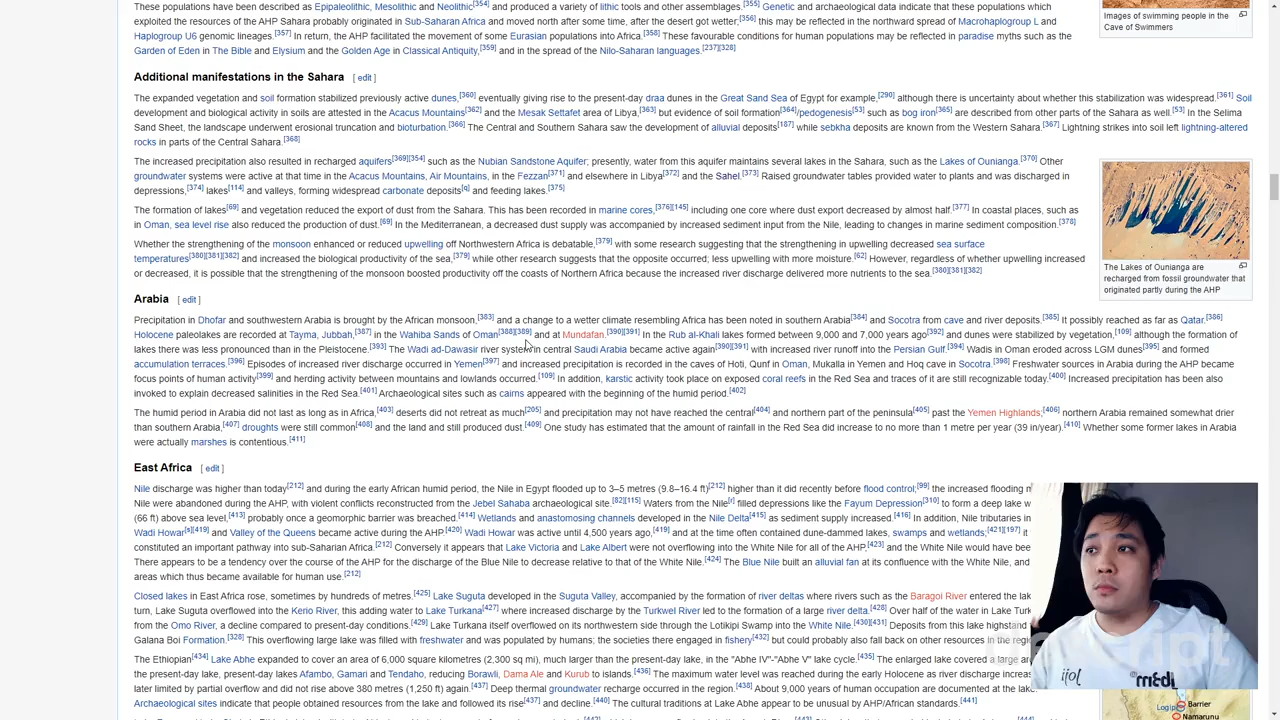 These populations have been described as Epipaleolithic, Mesolithic and Neolithic[354] and produced a variety of lithic tools and other assemblages.[355] Genetic and archaeological data indicate that these populations which
exploited the resources of the AHP Sahara probably originated in Sub-Saharan Africa and moved north after some time, after the desert got wetter;[356] this may be reflected in the northward spread of Macrohaplogroup L and
Haplogroup U6 genomic lineages.[357] In return, the AHP facilitated the movement of some Eurasian populations into Africa.[358] These favourable conditions for human populations may be reflected in paradise myths such as the
Garden of Eden in The Bible and Elysium and the Golden Age in Classical Antiquity,[359] and in the spread of the Nilo-Saharan languages.[237][328]
Images of swimming people in the
Cave of Swimmers
Additional manifestations in the Sahara [ edit ]
The expanded vegetation and soil formation stabilized previously active dunes,[360] eventually giving rise to the present-day draa dunes in the Great Sand Sea of Egypt for example,[290] although there is uncertainty about whether this stabilization was widespread.[361] Soil
development and biological activity in soils are attested in the Acacus Mountains[362] and the Mesak Settafet area of Libya,[363] but evidence of soil formation[364]/pedogenesis[53] such as bog iron[365] are described from other parts of the Sahara as well.[53] In the Selima
Sand Sheet, the landscape underwent erosional truncation and bioturbation.[366] The Central and Southern Sahara saw the development of alluvial deposits[187] while sebkha deposits are known from the Western Sahara.[367] Lightning strikes into soil left lightning-altered
rocks in parts of the Central Sahara.[368]
The increased precipitation also resulted in recharged aquifers[369][354] such as the Nubian Sandstone Aquifer; presently, water from this aquifer maintains several lakes in the Sahara, such as the Lakes of Ounianga.[370] Other
groundwater systems were active at that time in the Acacus Mountains, Air Mountains, in the Fezzan[371] and elsewhere in Libya[372] and the Sahel.[373] Raised groundwater tables provided water to plants and was discharged in
depressions,[374] lakes[114] and valleys, forming widespread carbonate deposits[q] and feeding lakes.[375]
The formation of lakes[69] and vegetation reduced the export of dust from the Sahara. This has been recorded in marine cores,[376][145] including one core where dust export decreased by almost half.[377] In coastal places, such as
in Oman, sea level rise also reduced the production of dust.[69] In the Mediterranean, a decreased dust supply was accompanied by increased sediment input from the Nile, leading to changes in marine sediment composition.[378]
Whether the strengthening of the monsoon enhanced or reduced upwelling off Northwestern Africa is debatable,[379] with some research suggesting that the strengthening in upwelling decreased sea surface
temperatures[380][381][382] and increased the biological productivity of the sea,[379] while other research suggests that the opposite occurred; less upwelling with more moisture.[62] However, regardless of whether upwelling increased
or decreased, it is possible that the strengthening of the monsoon boosted productivity off the coasts of Northern Africa because the increased river discharge delivered more nutrients to the sea.[380][381][382]
The Lakes of Ounianga are
recharged from fossil groundwater that
originated partly during the AHP
Arabia [ edit ]
Precipitation in Dhofar and southwestern Arabia is brought by the African monsoon,[383] and a change to a wetter climate resembling Africa has been noted in southern Arabia[384] and Socotra from cave and river deposits.[385] It possibly reached as far as Qatar.[386]
Holocene paleolakes are recorded at Tayma, Jubbah,[387] in the Wahiba Sands of Oman[388][389] and at Mundafan.[390][391] In the Rub al-Khali lakes formed between 9,000 and 7,000 years ago[392] and dunes were stabilized by vegetation,[109] although the formation of
lakes there was less pronounced than in the Pleistocene.[393] The Wadi ad-Dawasir river system in central Saudi Arabia became active again[390][391] with increased river runoff into the Persian Gulf.[394] Wadis in Oman eroded across LGM dunes[395] and formed
accumulation terraces.[396] Episodes of increased river discharge occurred in Yemen[397] and increased precipitation is recorded in the caves of Hoti, Qunf in Oman, Mukalla in Yemen and Hoq cave in Socotra.[398] Freshwater sources in Arabia during the AHP became
focus points of human activity[399] and herding activity between mountains and lowlands occurred.[109] In addition, karstic activity took place on exposed coral reefs in the Red Sea and traces of it are still recognizable today.[400] Increased precipitation has been also
invoked to explain decreased salinities in the Red Sea.[401] Archaeological sites such as cairns appeared with the beginning of the humid period.[402]
The humid period in Arabia did not last as long as in Africa,[403] deserts did not retreat as much[205] and precipitation may not have reached the central[404] and northern part of the peninsula[405] past the Yemen Highlands;[406] northern Arabia remained somewhat drier
than southern Arabia,[407] droughts were still common[408] and the land and still produced dust.[409] One study has estimated that the amount of rainfall in the Red Sea did increase to no more than 1 metre per year (39 in/year).[410] Whether some former lakes in Arabia
were actually marshes is contentious.[411]
East Africa [ edit ]
Nile discharge was higher than today[212] and during the early African humid period, the Nile in Egypt flooded up to 3–5 metres (9.8–16.4 ft)[212] higher than it did recently before flood control;[99] the increased flooding
Nile were abandoned during the AHP, with violent conflicts reconstructed from the Jebel Sahaba archaeological site.[82][115] Waters from the Nile[r] filled depressions like the Fayum Depression[310] to form a deep lake
(66 ft) above sea level,[413] probably once a geomorphic barrier was breached.[414] Wetlands and anastomosing channels developed in the Nile Delta[415] as sediment supply increased.[416] In addition, Nile tributaries in
Wadi Howar[s][419] and Valley of the Queens became active during the AHP.[420] Wadi Howar was active until 4,500 years ago,[419] and at the time often contained dune-dammed lakes, swamps and wetlands;[421][197] it
constituted an important pathway into sub-Saharan Africa.[212] Conversely it appears that Lake Victoria and Lake Albert were not overflowing into the White Nile for all of the AHP,[423] and the White Nile would have been
There appears to be a tendency over the course of the AHP for the discharge of the Blue Nile to decrease relative to that of the White Nile.[424] The Blue Nile built an alluvial fan at its confluence with the White Nile, and
areas which thus became available for human use.[212]
Closed lakes in East Africa rose, sometimes by hundreds of metres.[425] Lake Suguta developed in the Suguta Valley, accompanied by the formation of river deltas where rivers such as the Baragoi River entered the
turn, Lake Suguta overflowed into the Kerio River, this adding water to Lake Turkana[427] where increased discharge by the Turkwel River led to the formation of a large river delta.[428] Over half of the water in Lake
from the Omo River, a decline compared to present-day conditions.[429] Lake Turkana itself overflowed on its northwestern side through the Lotikipi Swamp into the White Nile.[430][431] Deposits from this lake highstand
Galana Boi Formation.[328] This overflowing large lake was filled with freshwater and was populated by humans; the societies there engaged in fishery[432] but could probably also fall back on other resources in the
The Ethiopian[434] Lake Abhe expanded to cover an area of 6,000 square kilometres (2,300 sq mi), much larger than the present-day lake, in the "Abhe IV"-"Abhe V" lake cycle.[435] The enlarged lake covered a large
the present-day lake, present-day lakes Afambo, Gamari and Tendaho, reducing Borawli, Dama Ale and Kurub to islands.[436] The maximum water level was reached during the early Holocene as river discharge
later limited by partial overflow and did not rise above 380 metres (1,250 ft) again.[437] Deep thermal groundwater recharge occurred in the region.[438] About 9,000 years of human occupation are documented at the
Archaeological sites indicate that people obtained resources from the lake and followed its rise[437] and decline.[440] The cultural traditions at Lake Abhe appear to be unusual by AHP/African standards.[441]
Barrier
Namarunu